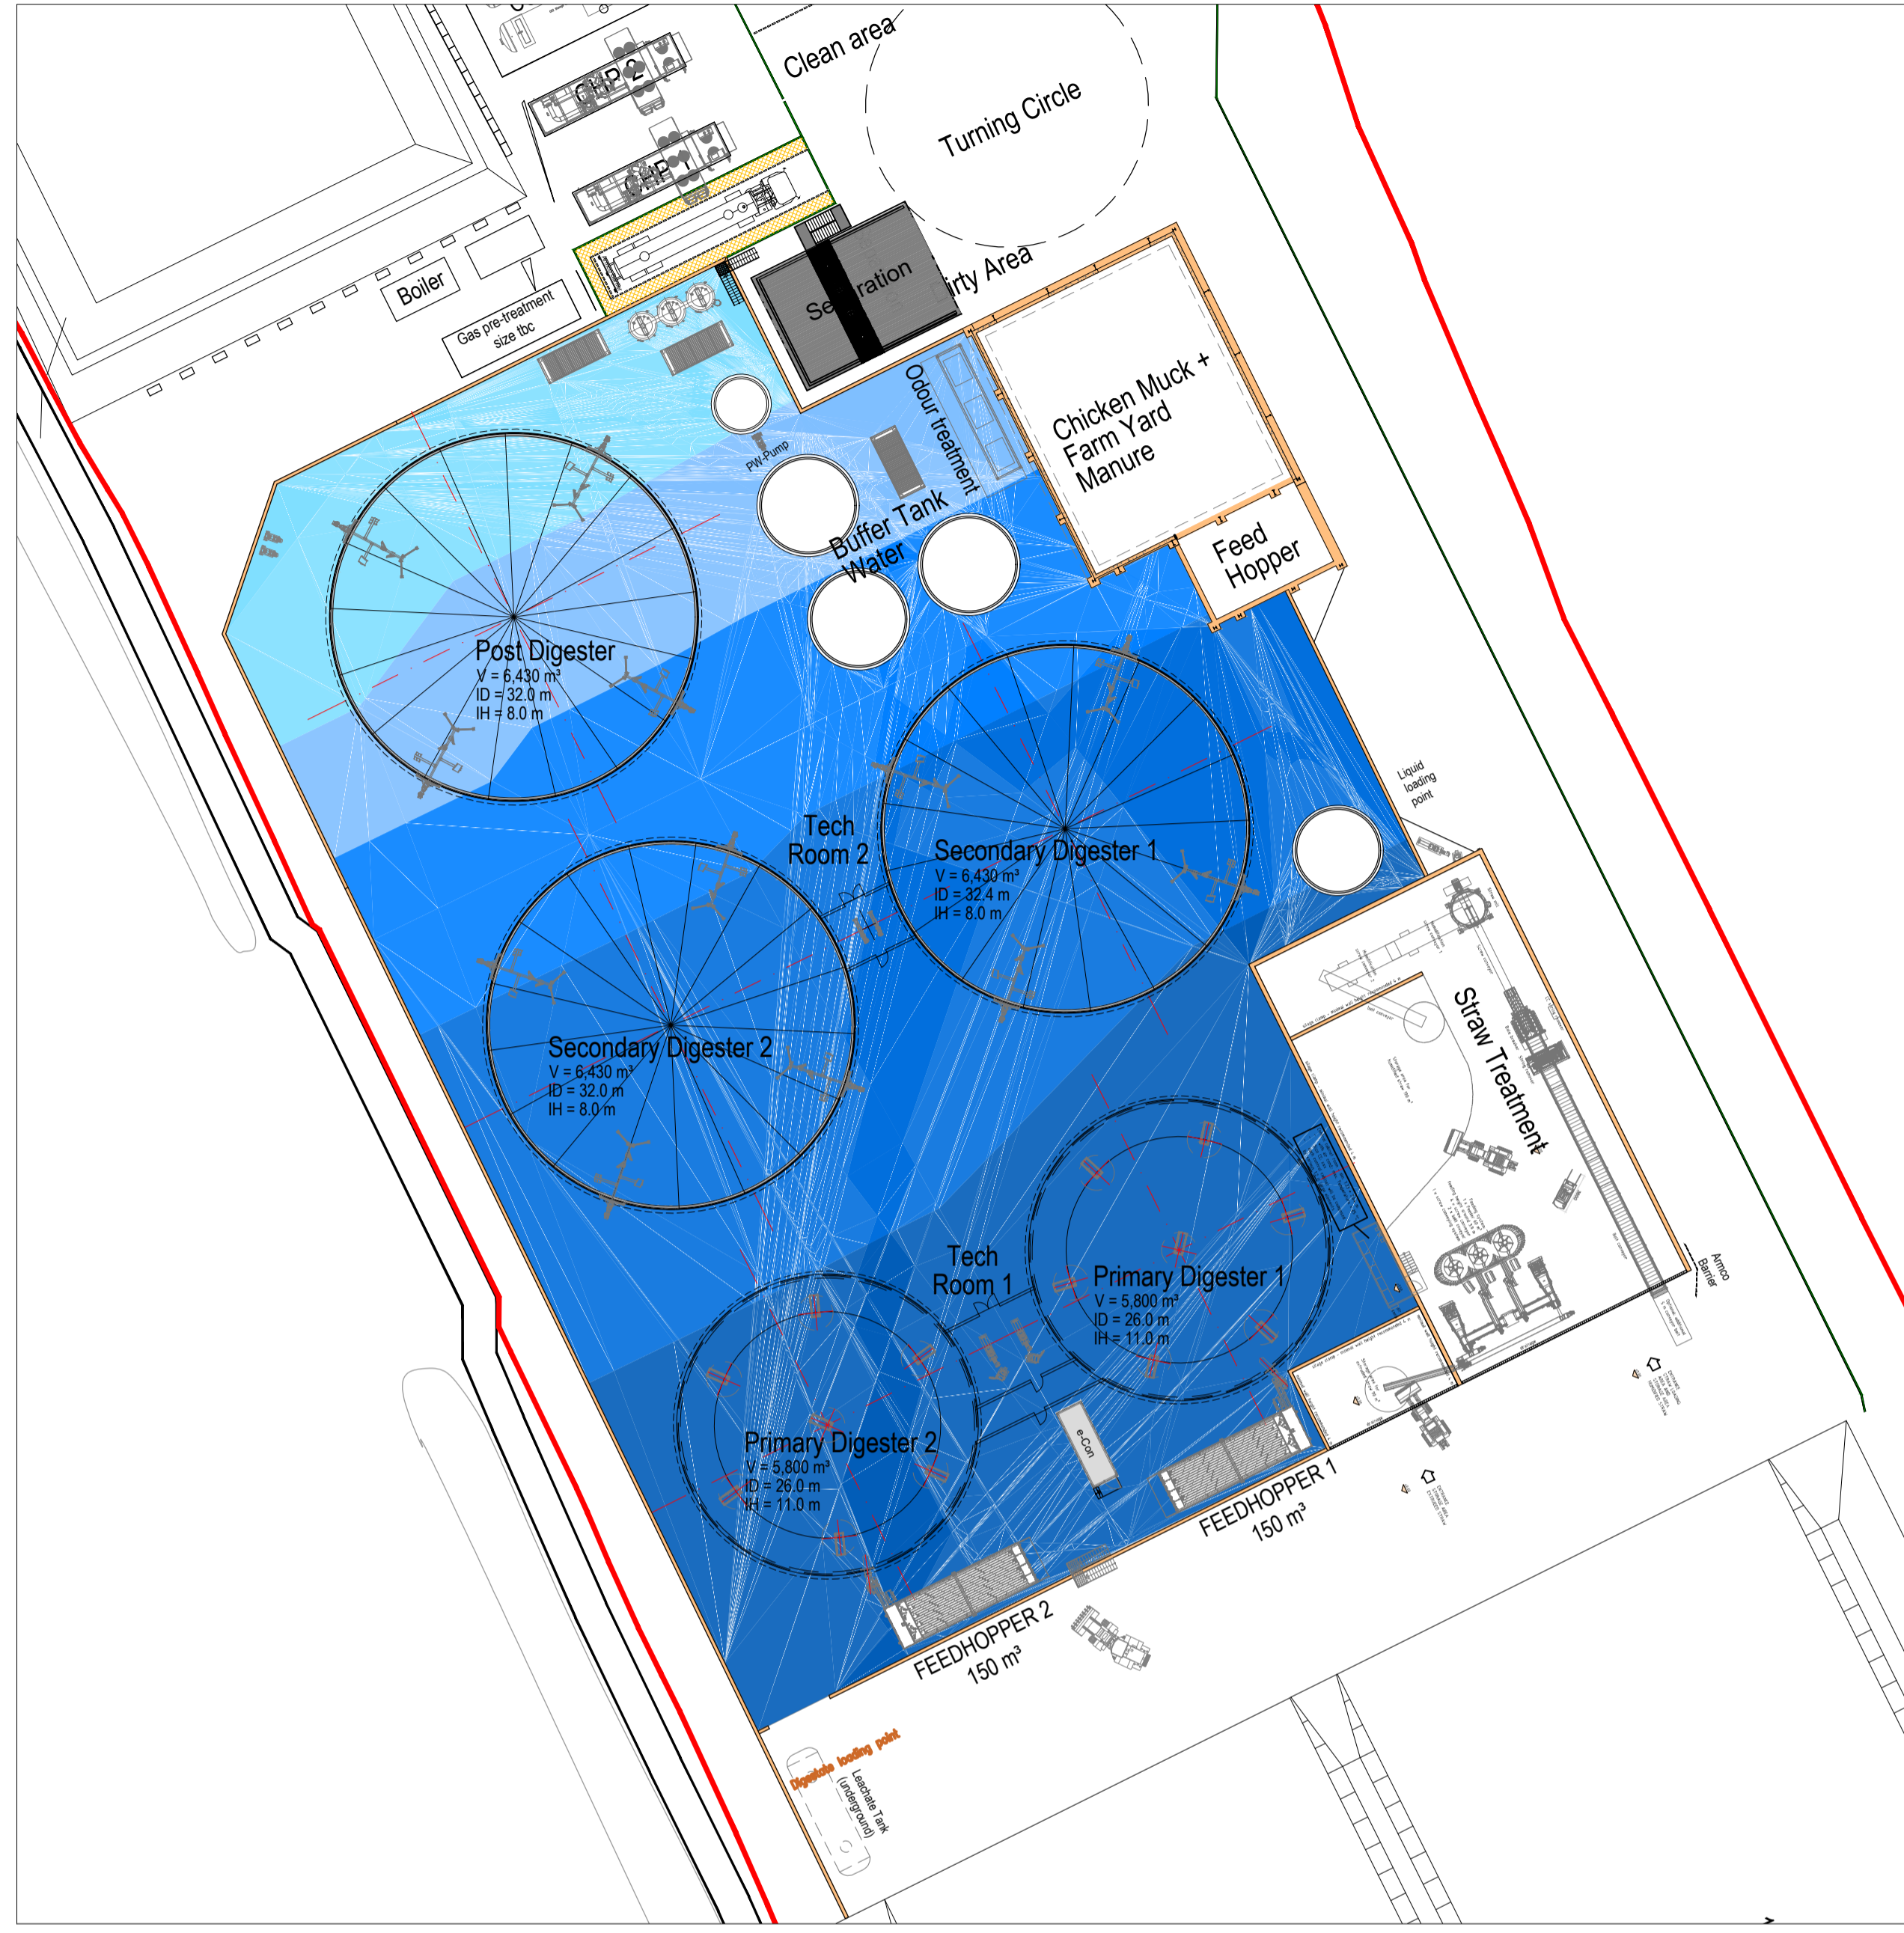 Clean area
CHP 2
Turning Circle
CHP 1
Boiler
Gas pre-treatment
size tbc
Separation
Dirty Area
Odour treatment
Chicken Muck +
Farm Yard
Manure
PW-Pump
Buffer Tank
Water
Feed
Hopper
Post Digester
V = 6,430 m³
ID = 32.0 m
IH = 8.0 m
Liquid
loading
point
Tech
Room 2
Secondary Digester 1
V = 6,430 m³
ID = 32.4 m
IH = 8.0 m
Straw Treatment
Secondary Digester 2
V = 6,430 m³
ID = 32.0 m
IH = 8.0 m
Tech
Room 1
Primary Digester 1
V = 5,800 m³
ID = 26.0 m
IH = 11.0 m
Armco
Barrier
Primary Digester 2
V = 5,800 m³
ID = 26.0 m
IH = 11.0 m
e-Con
FEEDHOPPER 1
150 m³
FEEDHOPPER 2
150 m³
Digestate loading point
Leachate Tank
(underground)